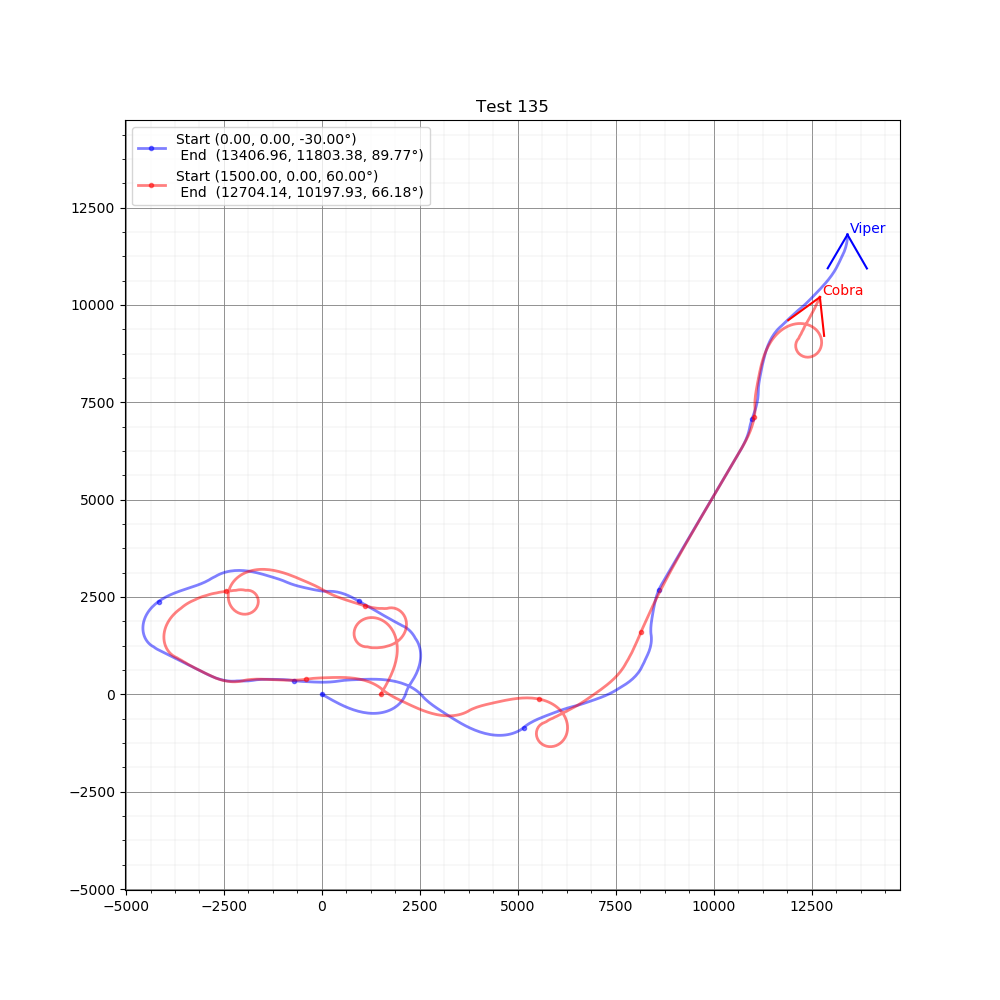 Test 135
Start (0.00, 0.00, -30.00°)
End  (13406.96, 11803.38, 89.77°)
Start (1500.00, 0.00, 60.00°)
End  (12704.14, 10197.93, 66.18°)
Viper
Cobra
12500
10000
7500
5000
2500
0
−2500
−5000
−5000 −2500 0 2500 5000 7500 10000 12500